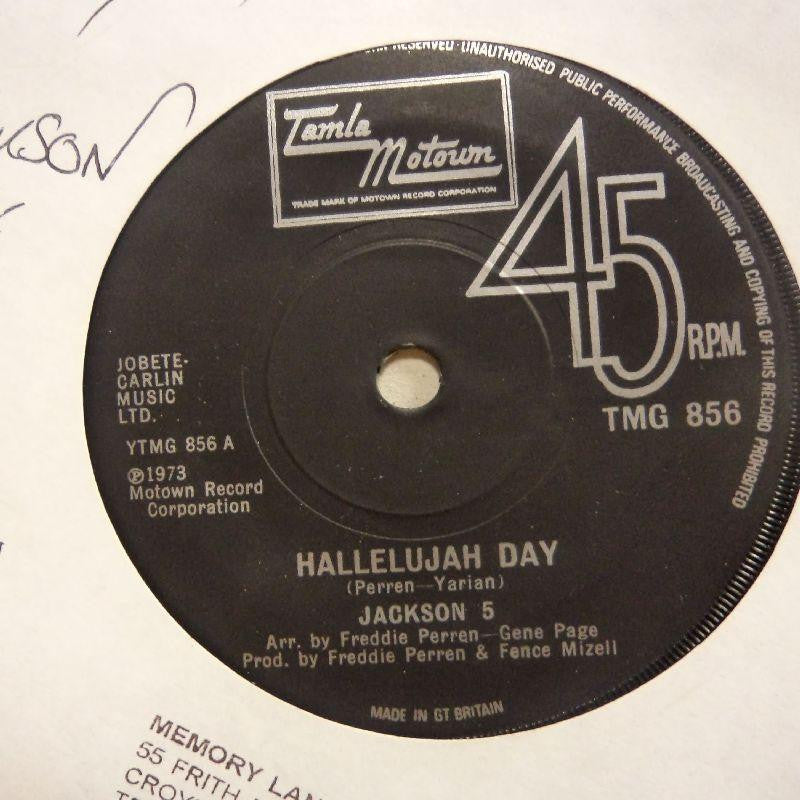 RESERVED · UNAUTHORISED PUBLIC PERFORMANCE BROADCASTING AND COPYING OF THIS RECORD PROHIBITED
Tamla
Motown
TRADE MARK OF MOTOWN RECORD CORPORATION
45
R.P.M.
TMG 856
JOBETE-
CARLIN
MUSIC
LTD.
YTMG 856 A
℗1973
Motown Record
Corporation
HALLELUJAH DAY
(Perren—Yarian)
JACKSON 5
Arr. by Freddie Perren—Gene Page
Prod. by Freddie Perren & Fence Mizell
MADE IN GT BRITAIN
MEMORY LAN
55 FRITH
CROY